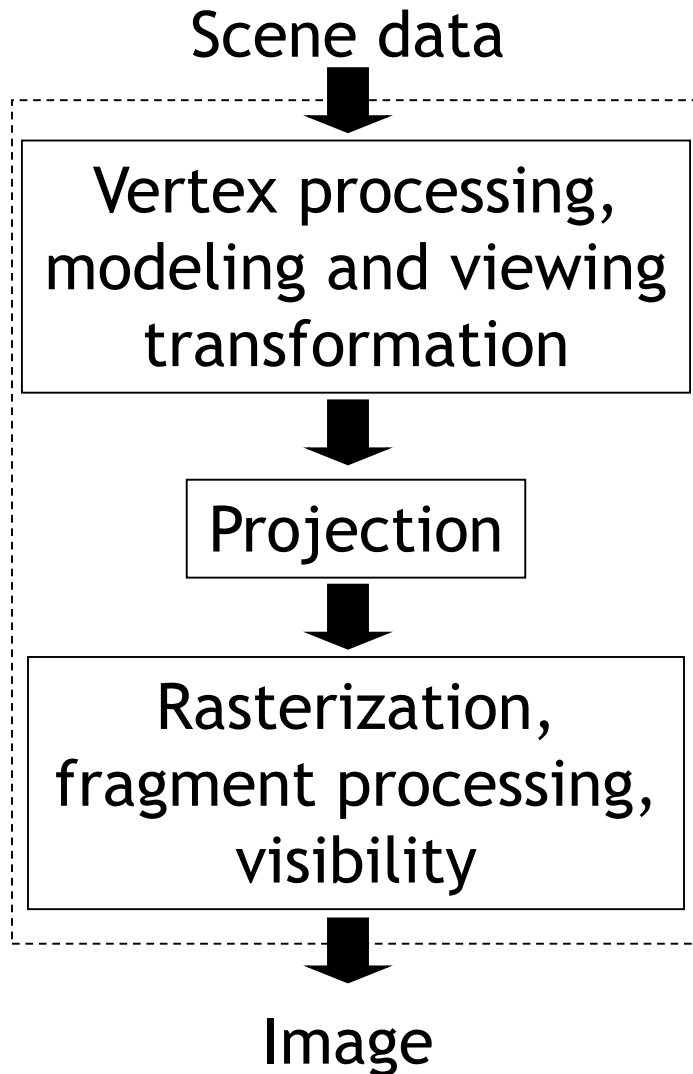 Scene data
Vertex processing,
modeling and viewing
transformation
Projection
Rasterization,
fragment processing,
visibility
Image